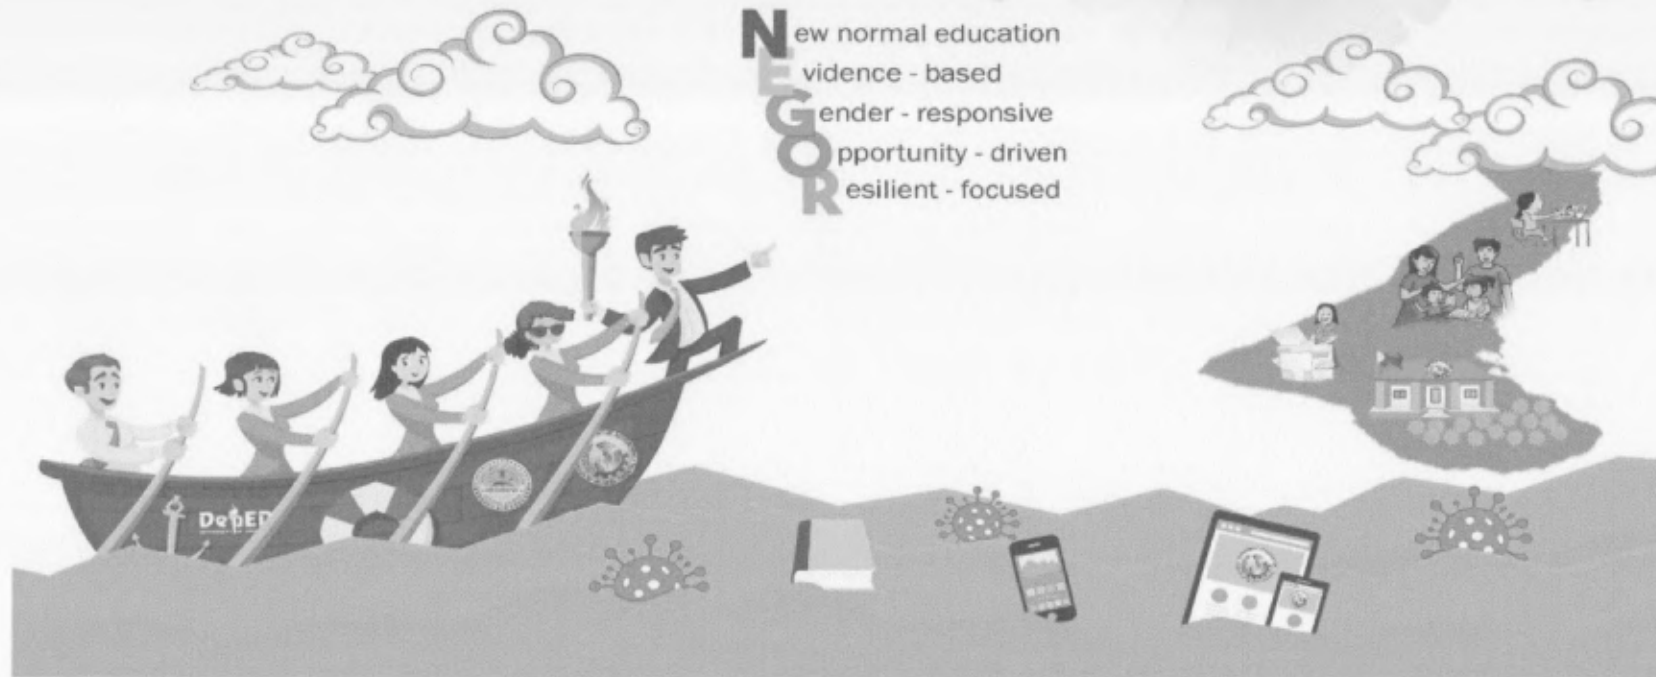 New normal education
Evidence - based
Gender - responsive
Opportunity - driven
Resilient - focused
DepED